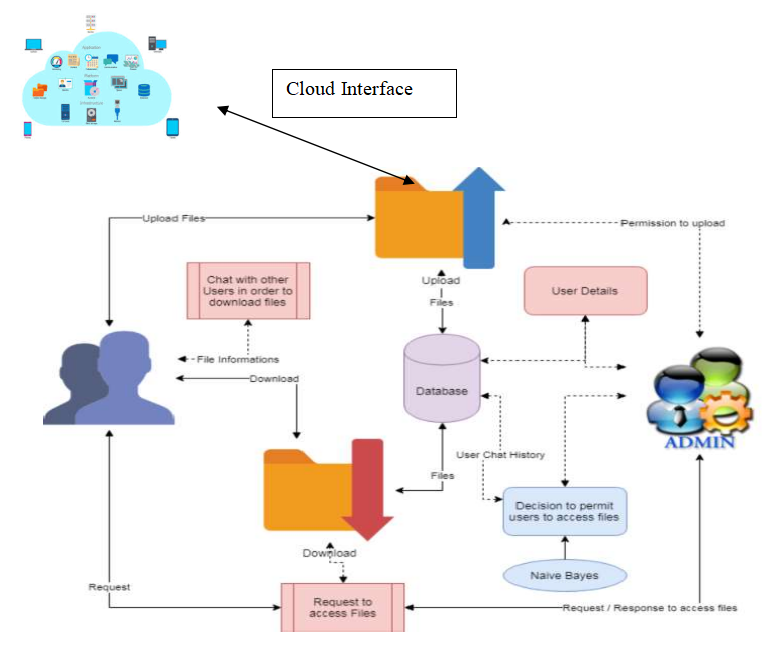 Cloud Interface
Upload Files
Permission to upload
Chat with other
Users in order to
download files
Upload
Files
User Details
File Informations
Download
Database
ADMIN
User Chat History
Files
Decision to permit
users to access files
Download
Naive Bayes
Request
Request to
access Files
Request / Response to access files